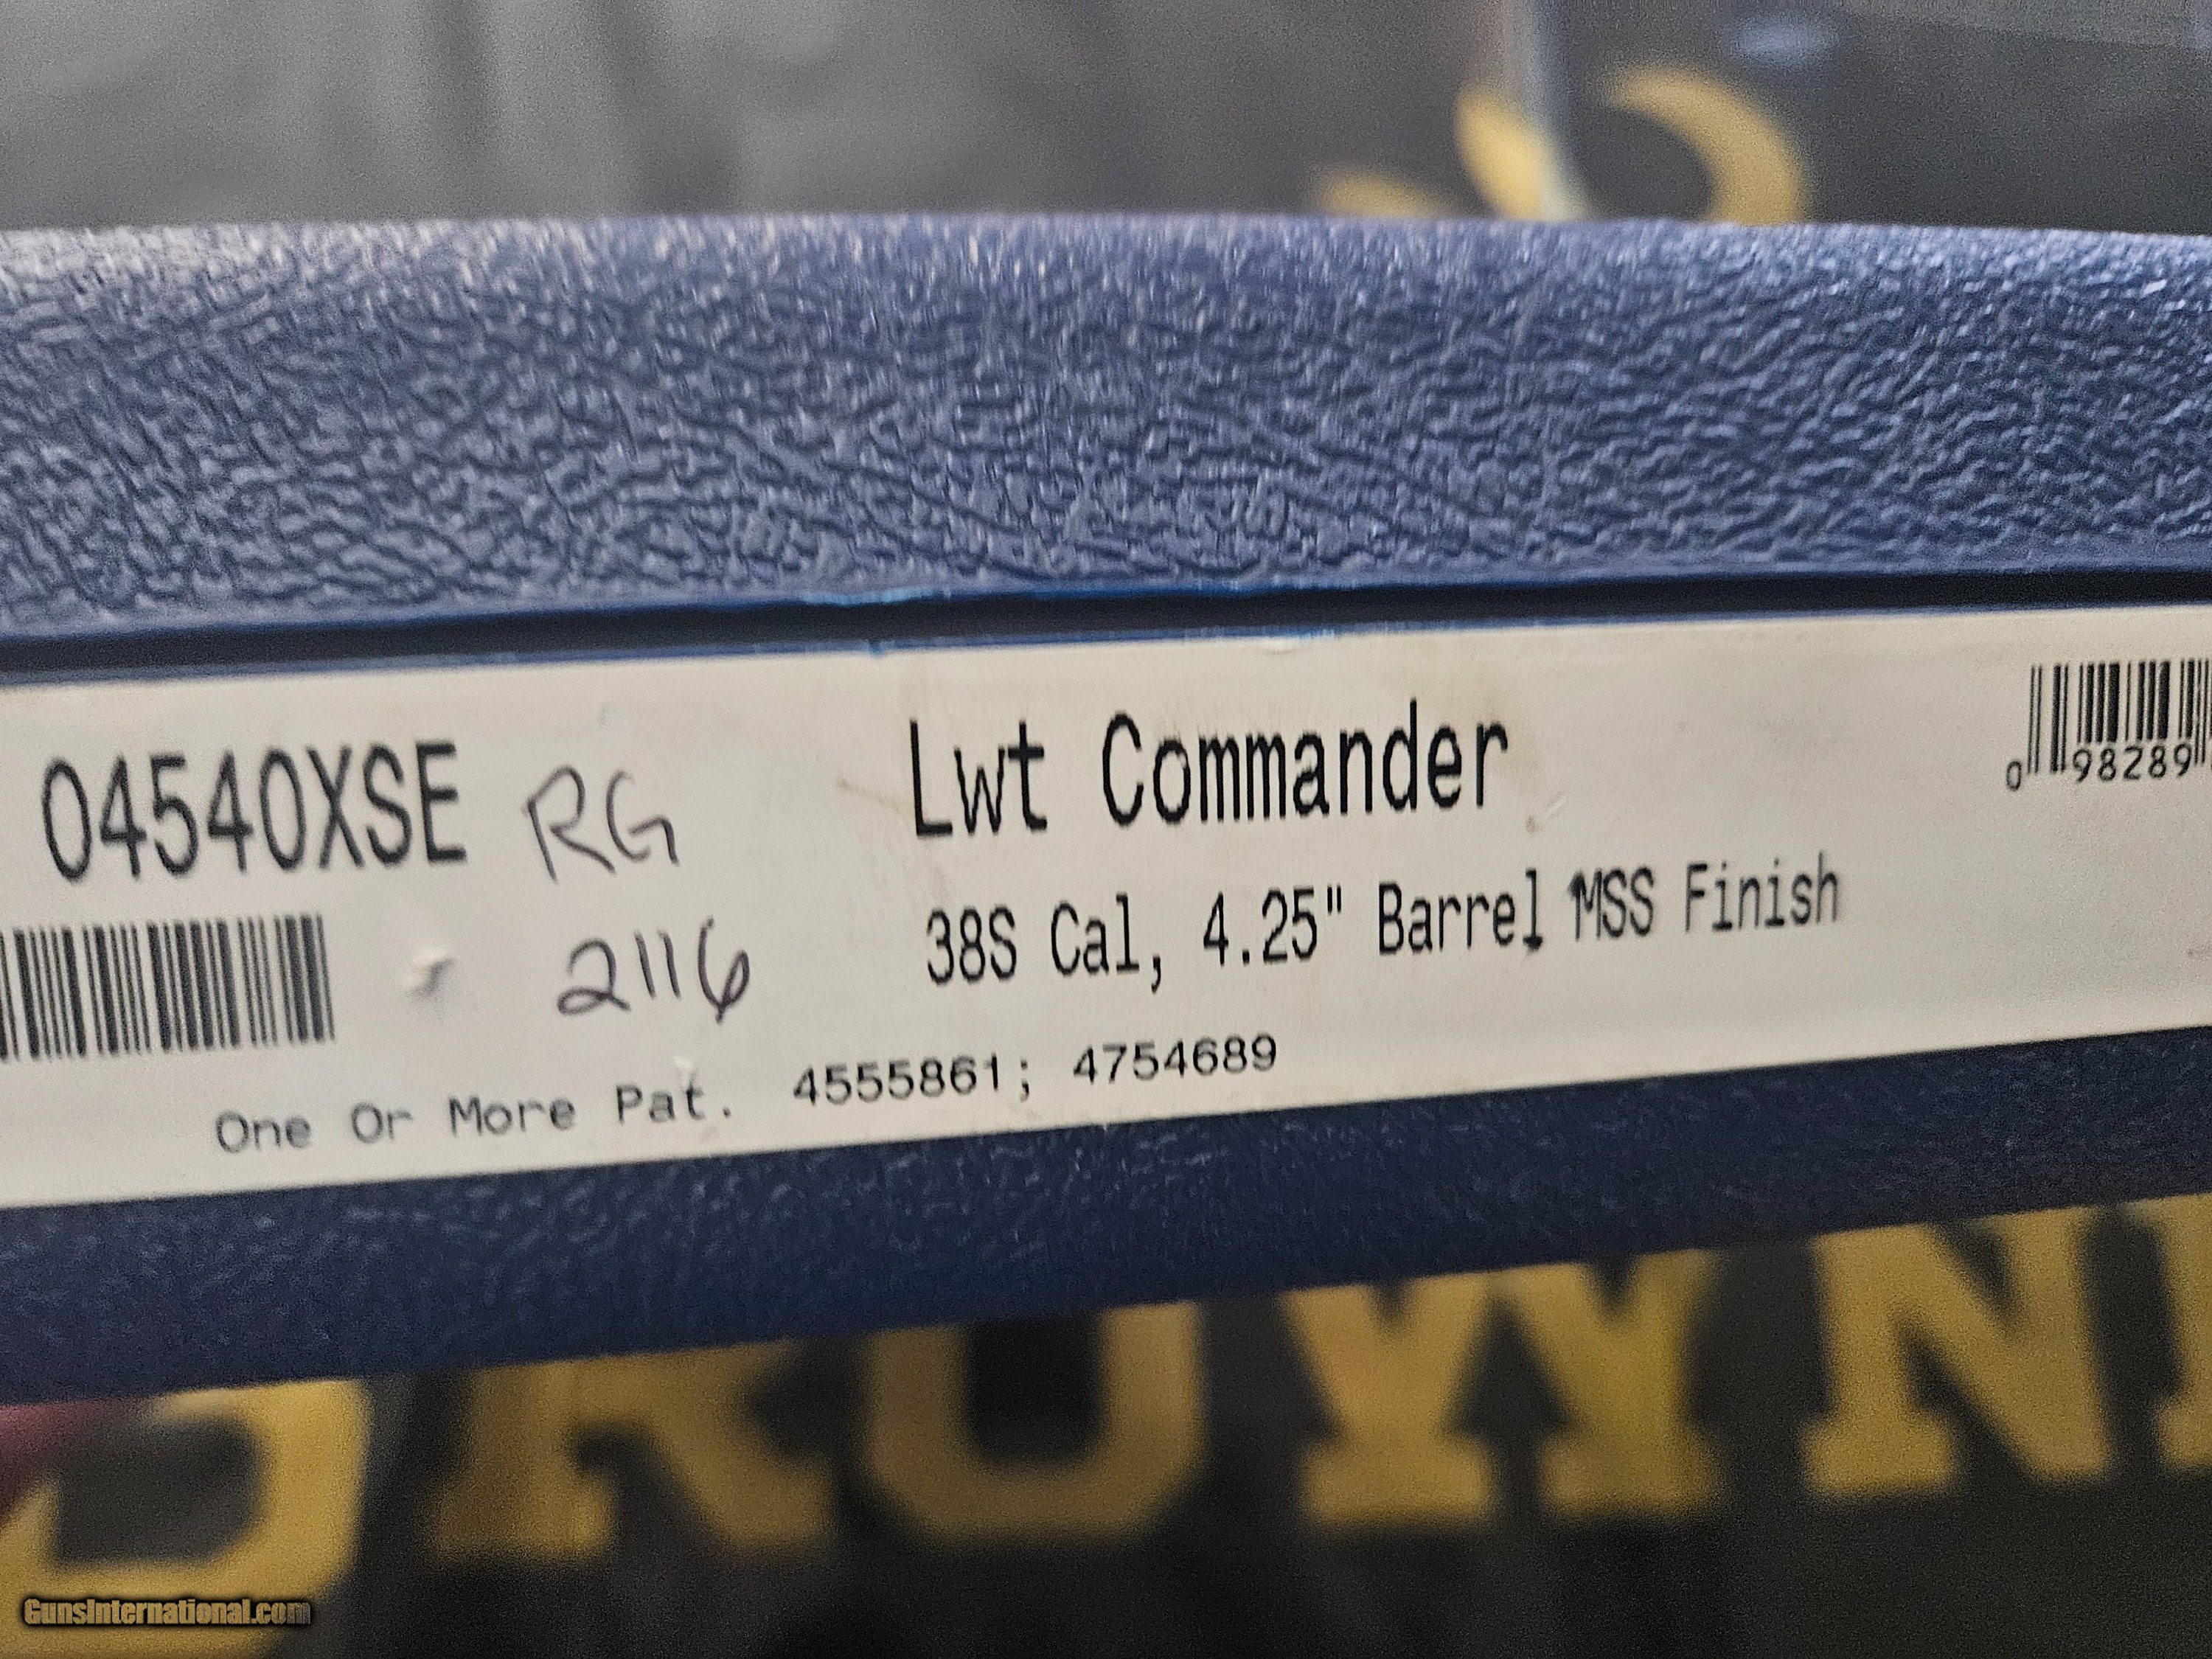 04540XSE RG
Lwt Commander
0 98289
2116
38S Cal, 4.25" Barrel MSS Finish
One Or More Pat. 4555861; 4754689
ROWN
GunsInternational.com